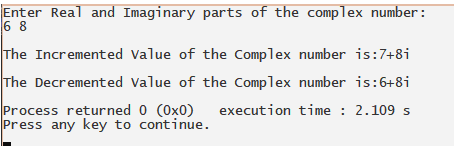 Enter Real and Imaginary parts of the complex number:
6 8
The Incremented Value of the Complex number is:7+8i
The Decremented Value of the Complex number is:6+8i
Process returned 0 (0x0)   execution time : 2.109 s
Press any key to continue.